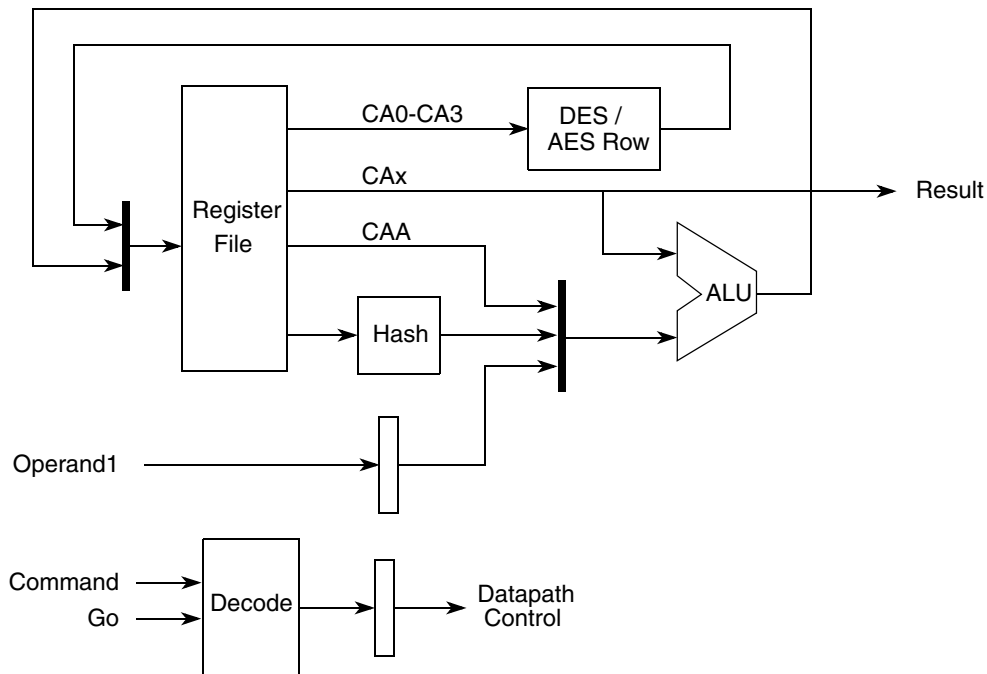 CA0-CA3
DES /
AES Row
CAx
Result
Register
File
CAA
ALU
Hash
Operand1
Command
Go
Decode
Datapath
Control